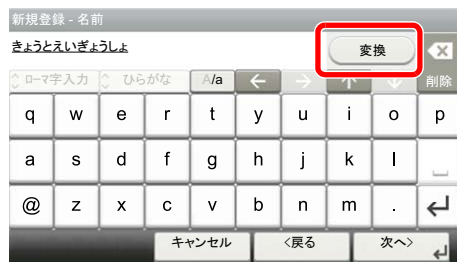 新規登録 - 名前
きょうとえいぎょうしょ 変換
ローマ字入力 ひらがな A/a ← → ↑ ↓ 削除
q w e r t y u i o p
a s d f g h j k l
@ z x c v b n m .
キャンセル <戻る 次へ>